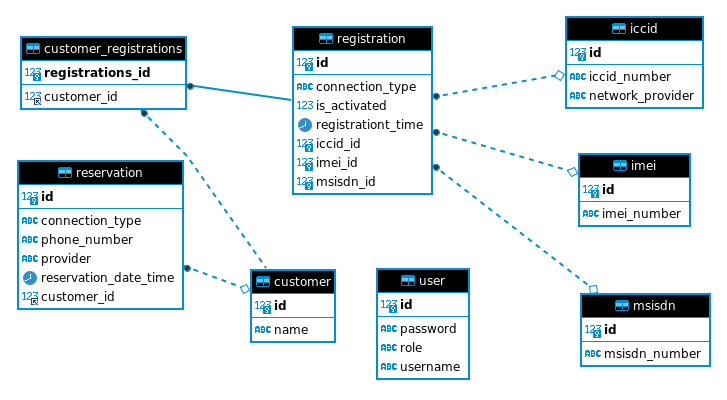 customer_registrations
123 registrations_id
123 customer_id
registration
123 id
ABC connection_type
123 is_activated
registrationt_time
123 iccid_id
123 imei_id
123 msisdn_id
iccid
123 id
ABC iccid_number
ABC network_provider
reservation
123 id
ABC connection_type
ABC phone_number
ABC provider
reservation_date_time
123 customer_id
imei
123 id
ABC imei_number
customer
123 id
ABC name
user
123 id
ABC password
ABC role
ABC username
msisdn
123 id
ABC msisdn_number